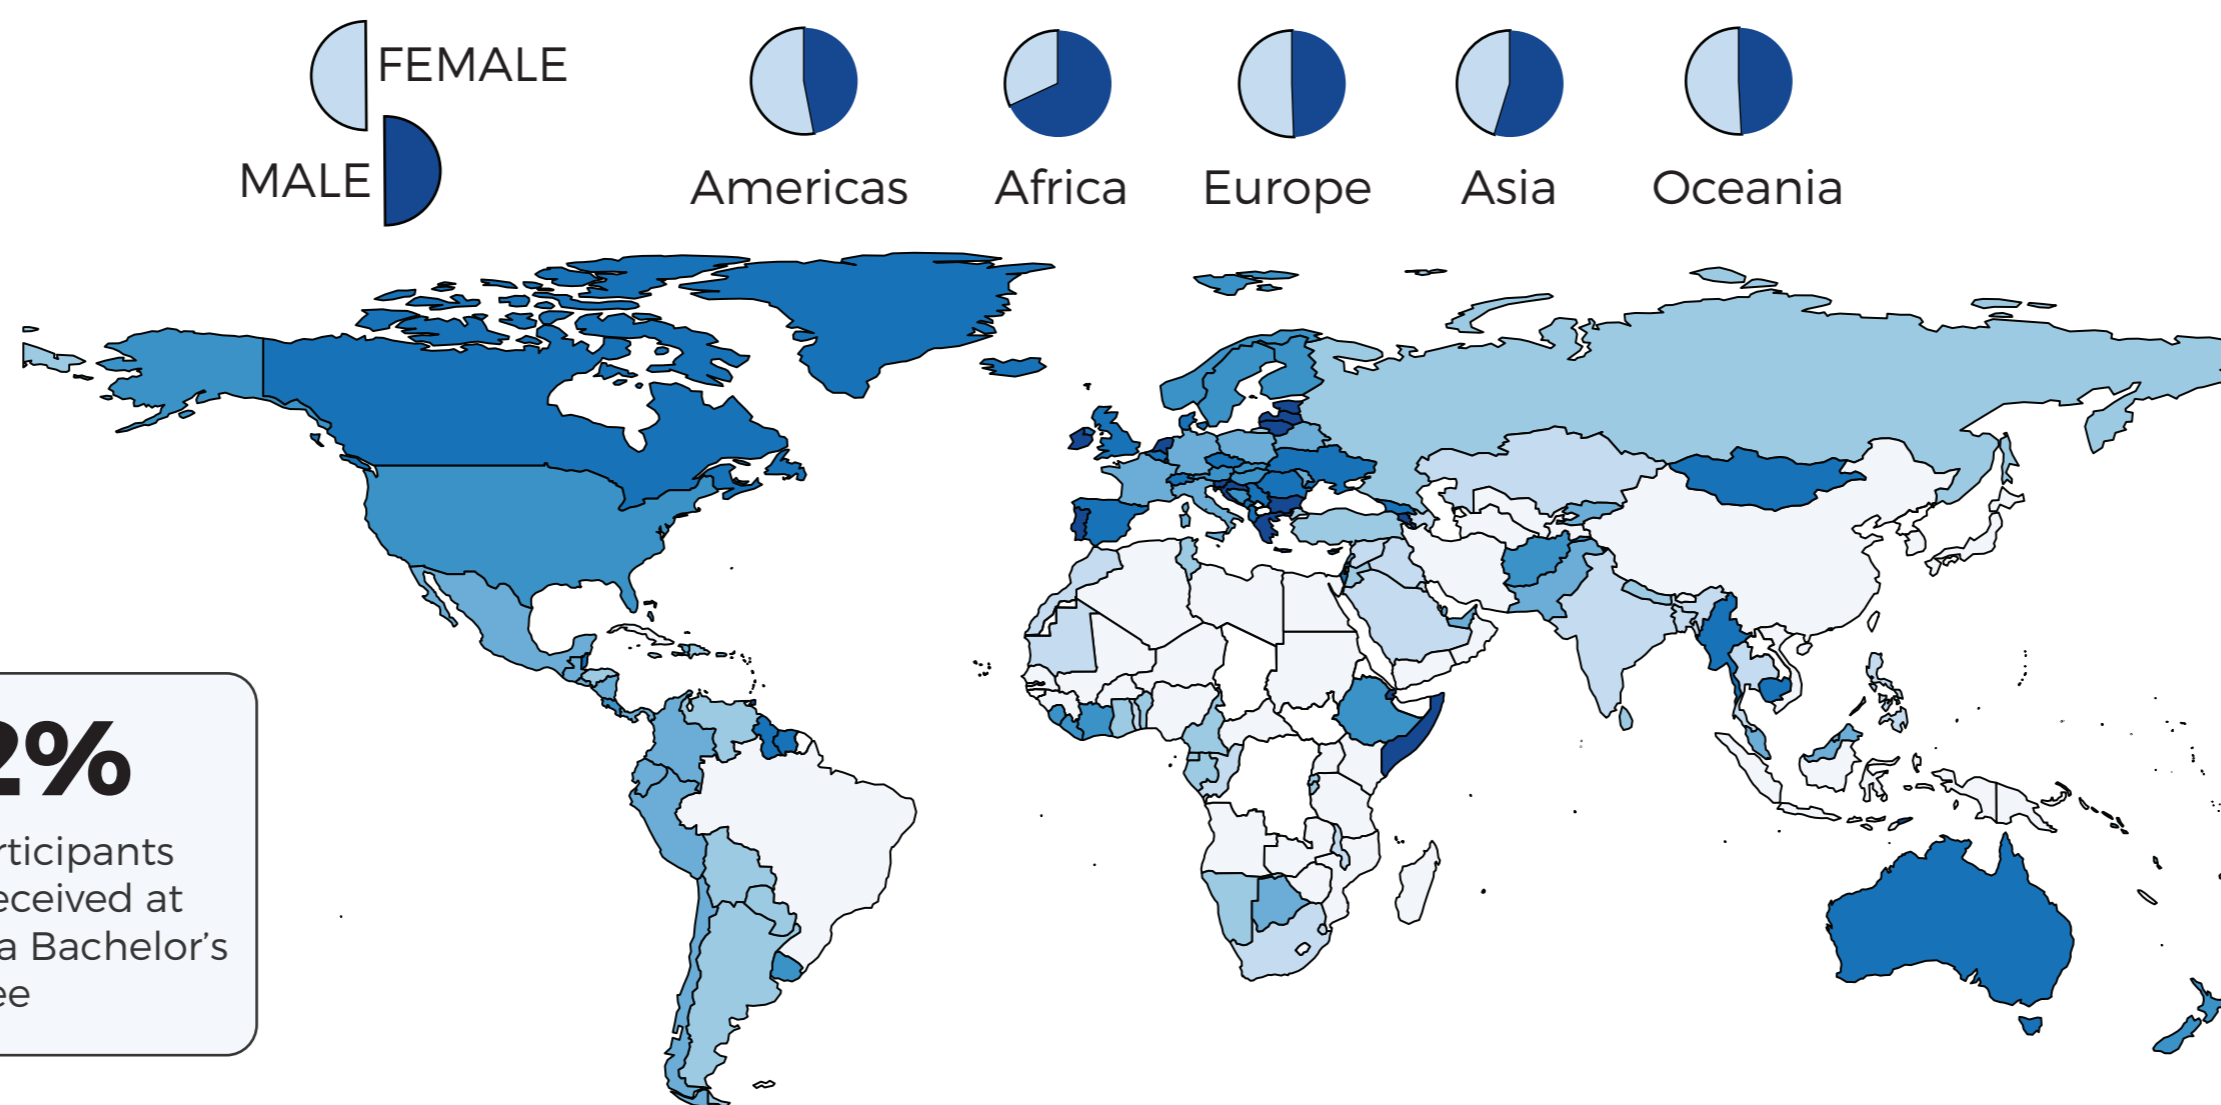 FEMALE
MALE
Americas
Africa
Europe
Asia
Oceania
2%
rticipants
eceived at
a Bachelor's
ee